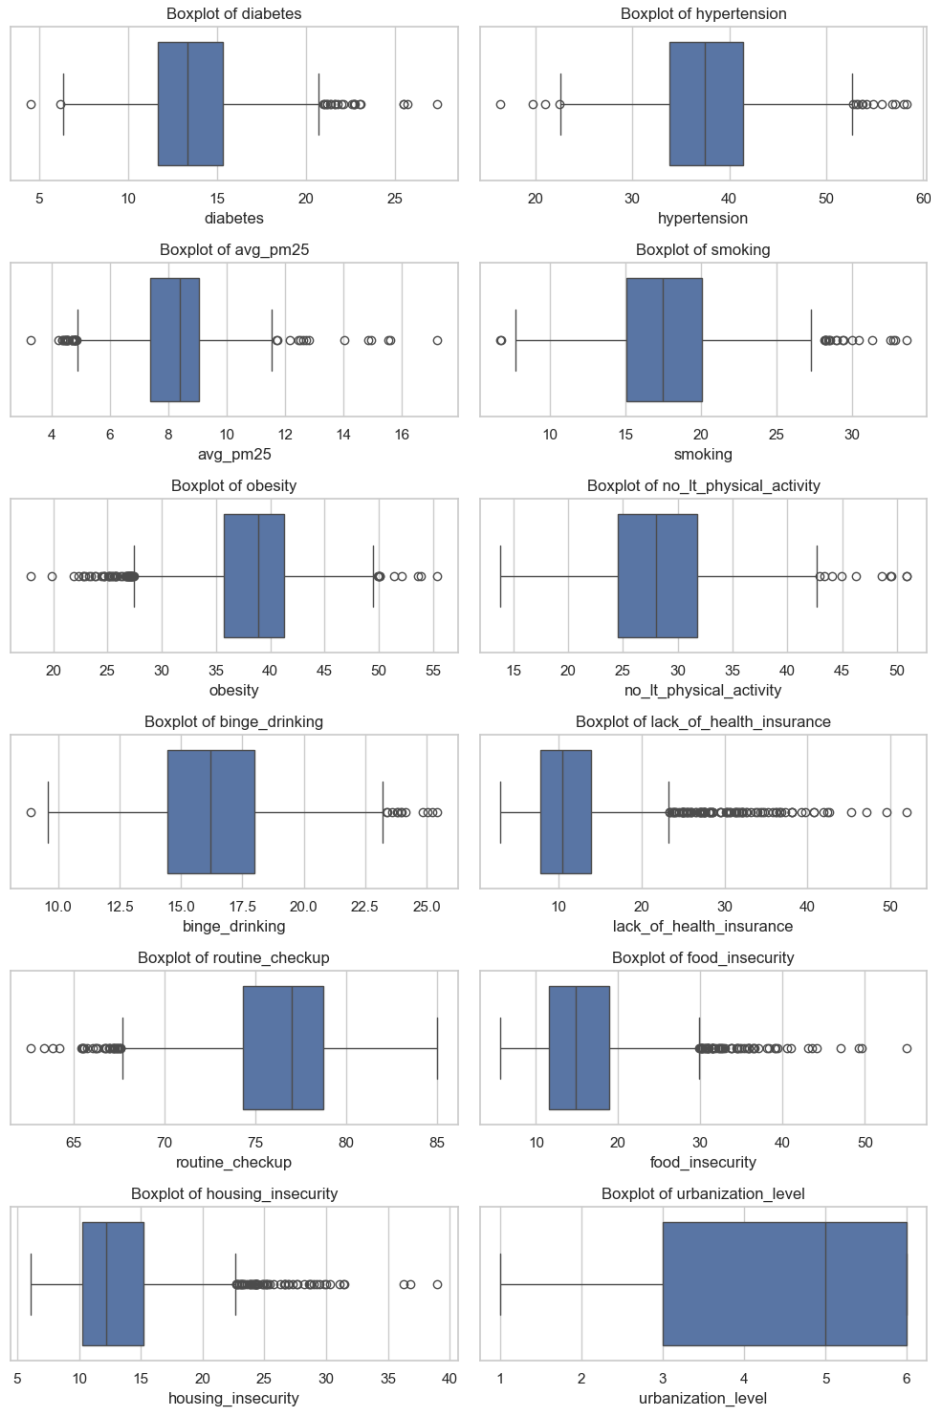 Boxplot of diabetes
5 10 15 20 25
diabetes
Boxplot of hypertension
20 30 40 50 60
hypertension
Boxplot of avg_pm25
4 6 8 10 12 14 16
avg_pm25
Boxplot of smoking
10 15 20 25 30
smoking
Boxplot of obesity
20 25 30 35 40 45 50 55
obesity
Boxplot of no_lt_physical_activity
15 20 25 30 35 40 45 50
no_lt_physical_activity
Boxplot of binge_drinking
10.0 12.5 15.0 17.5 20.0 22.5 25.0
binge_drinking
Boxplot of lack_of_health_insurance
10 20 30 40 50
lack_of_health_insurance
Boxplot of routine_checkup
65 70 75 80 85
routine_checkup
Boxplot of food_insecurity
10 20 30 40 50
food_insecurity
Boxplot of housing_insecurity
5 10 15 20 25 30 35 40
housing_insecurity
Boxplot of urbanization_level
1 2 3 4 5 6
urbanization_level